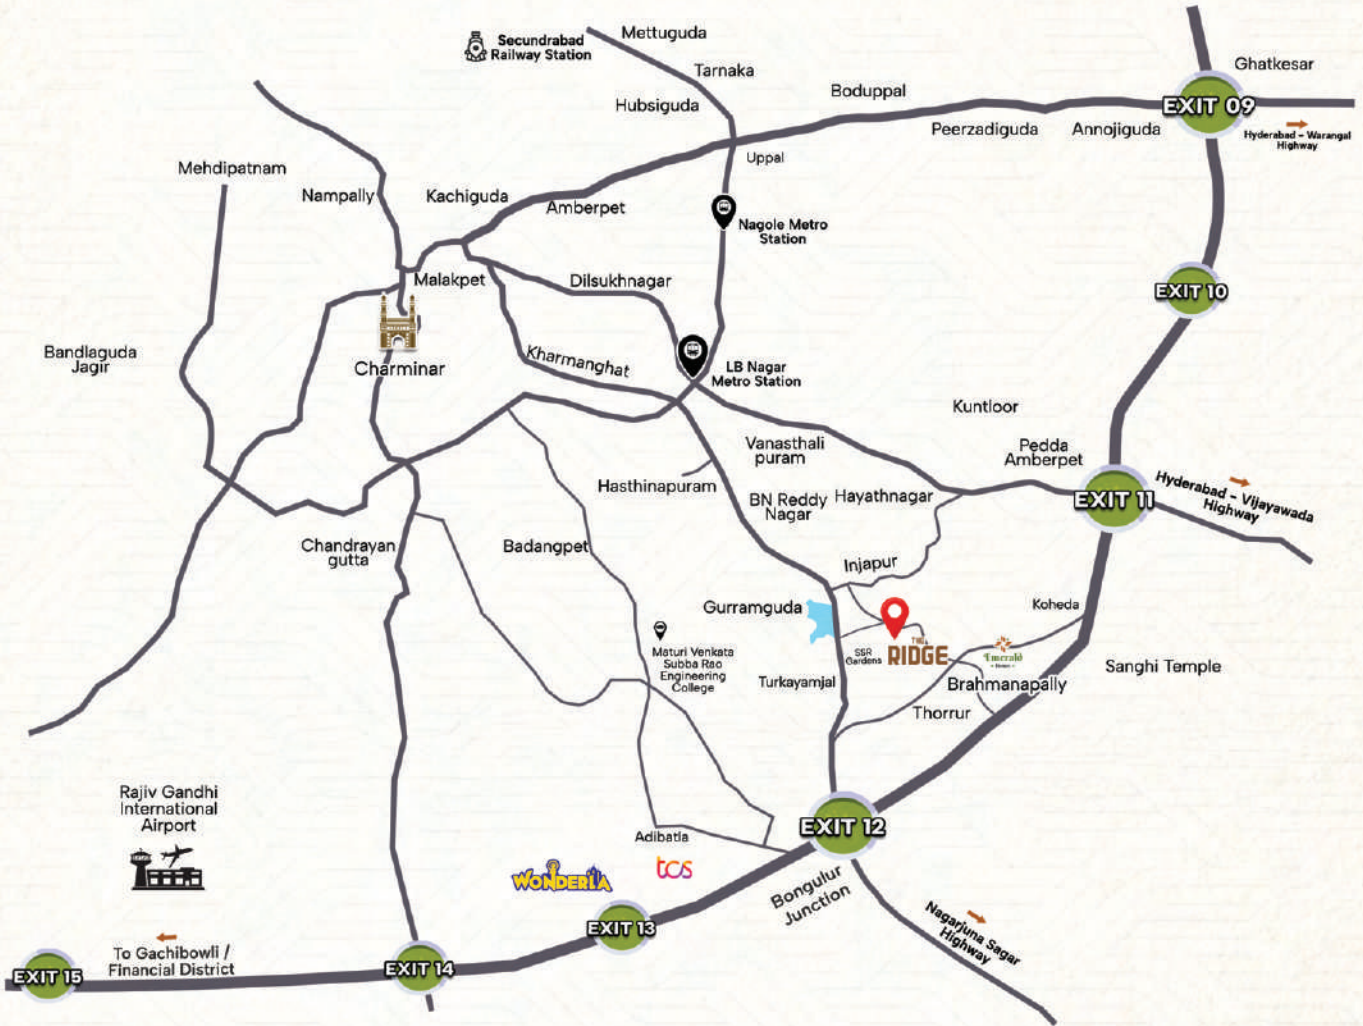 Mettuguda
Secundrabad
Railway Station
Tarnaka
Ghatkesar
Boduppal
Hubsiguda
EXIT 09
Peerzadiguda
Annojiguda
Hyderabad - Warangal
Highway
Uppal
Mehdipatnam
Nampally
Kachiguda
Amberpet
Nagole Metro
Station
Malakpet
Dilsukhnagar
EXIT 10
Bandlaguda
Jagir
Charminar
Kharmanghat
LB Nagar
Metro Station
Kuntloor
Vanasthali
puram
Pedda
Amberpet
Hasthinapuram
BN Reddy
Nagar
Hayathnagar
EXIT 11
Hyderabad - Vijayawada
Highway
Chandrayan
gutta
Badangpet
Injapur
Gurramguda
Koheda
Maturi Venkata
Subba Rao
Engineering
College
SSR
Gardens
THE
RIDGE
Emerald
Sanghi Temple
Turkayamjal
Brahmanapally
Thorrur
Rajiv Gandhi
International
Airport
EXIT 12
Adibatla
WONDERLA
tcs
Bongulur
Junction
EXIT 13
Nagarjuna Sagar
Highway
To Gachibowli /
Financial District
EXIT 14
EXIT 15